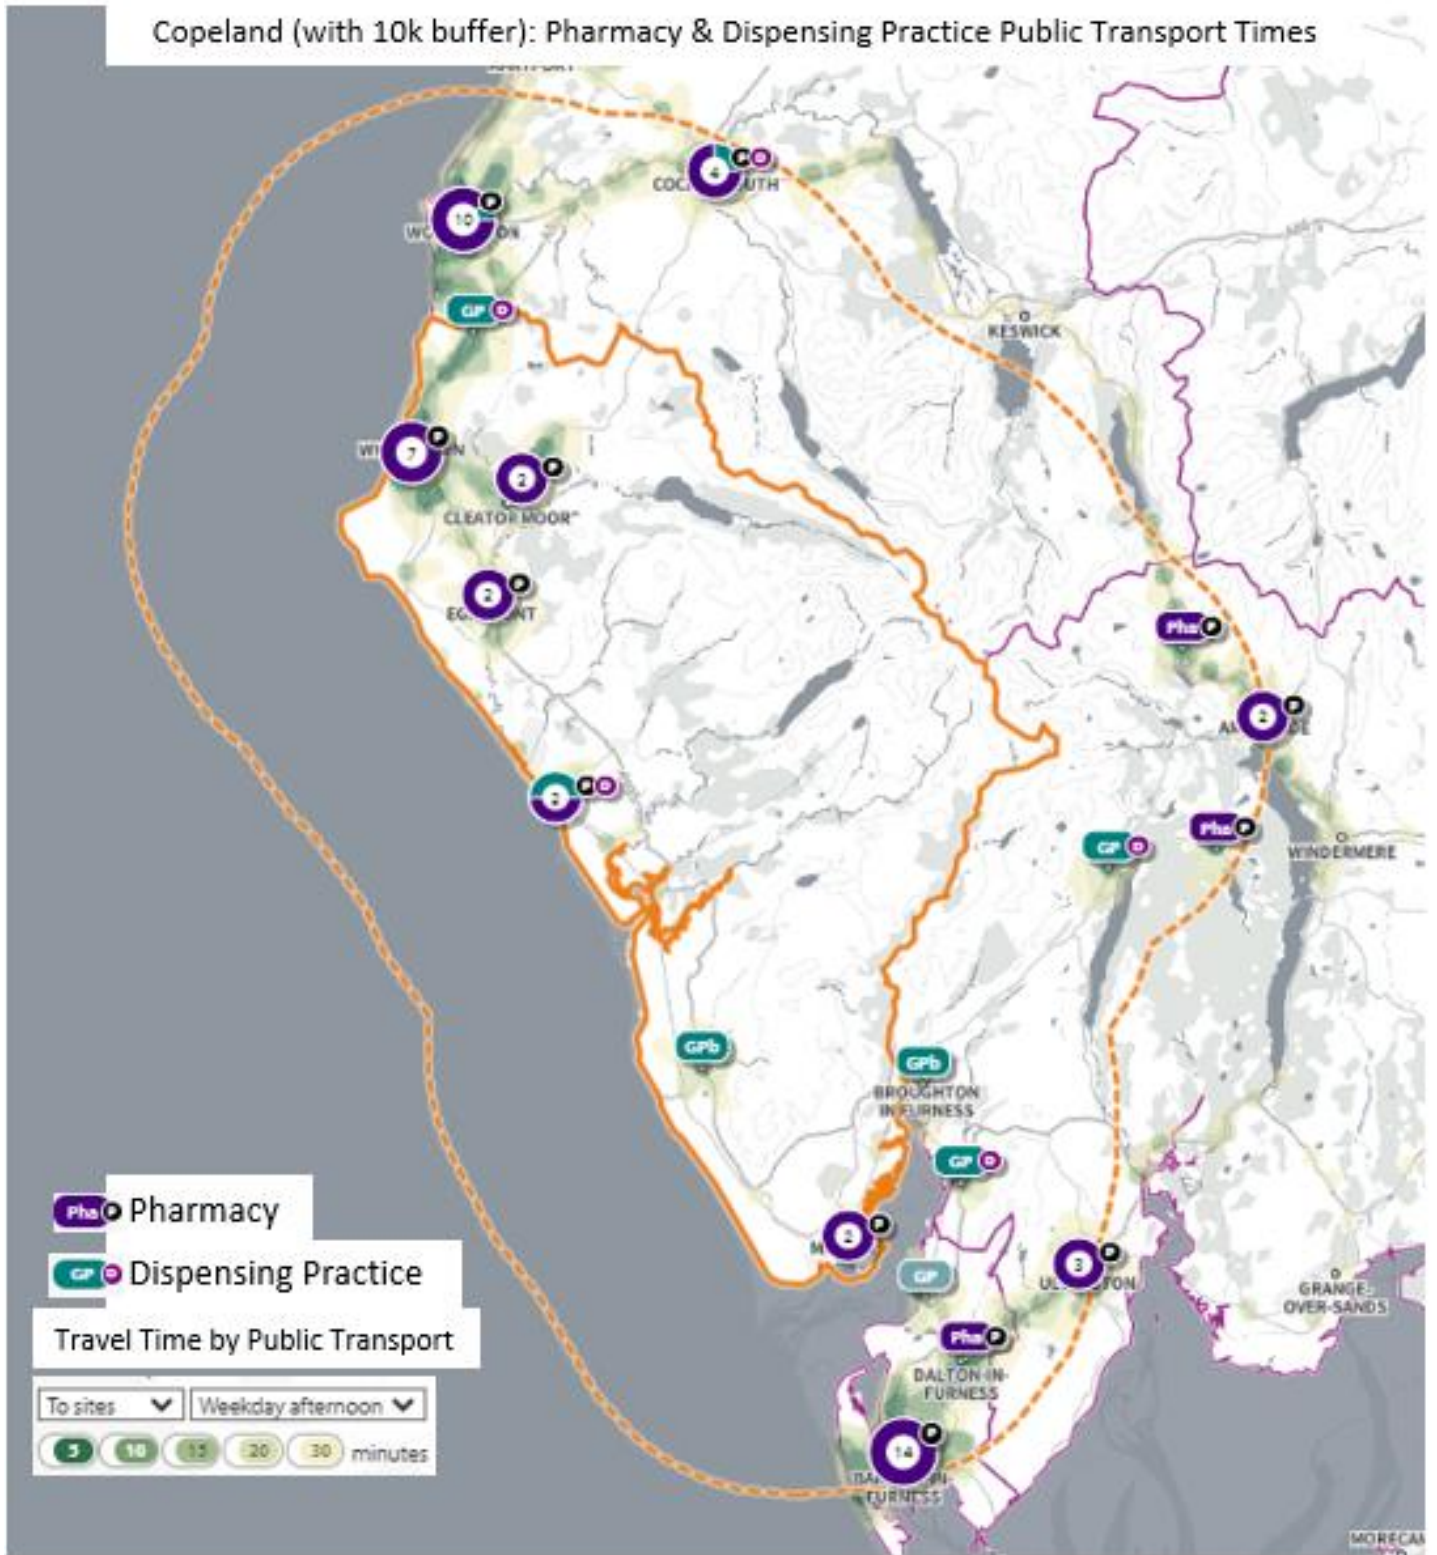 Copeland (with 10k buffer): Pharmacy & Dispensing Practice Public Transport Times
4
P D
10
P
GP D
KESWICK
7
P
2
P
CLEATOR MOOR
2
P
Pha P
2
P
P D
Pha P
GP D
WINDERMERE
GPb
GPb
BROUGHTON
IN FURNESS
GP D
2
P
GP
3
P
GRANGE-
OVER-SANDS
Pha P
DALTON-IN-
FURNESS
14
P
FURNESS
Pha P Pharmacy
GP D Dispensing Practice
Travel Time by Public Transport
To sites
Weekday afternoon
5 10 15 20 30 minutes